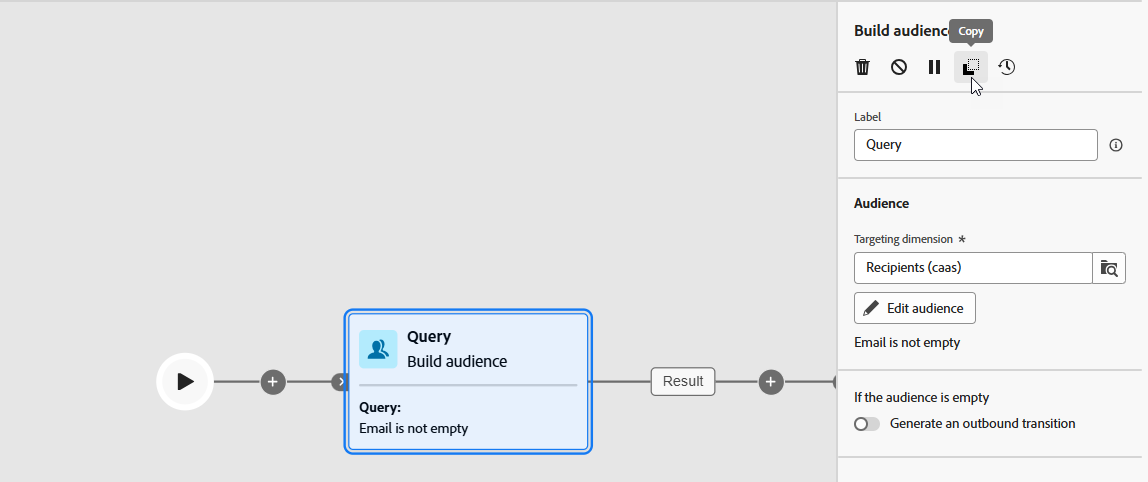 Build audience
Copy
Label
Query
Audience
Targeting dimension *
Recipients (caas)
Edit audience
Email is not empty
If the audience is empty
Generate an outbound transition
Query
Build audience
Query:
Email is not empty
Result